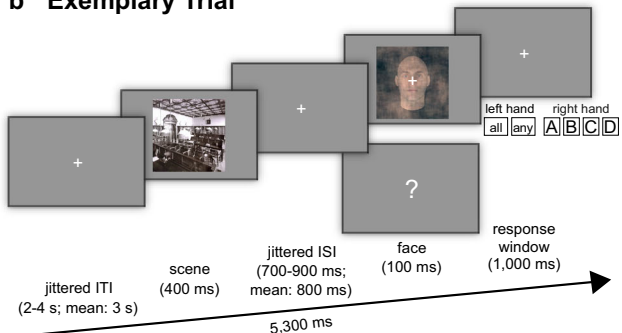 b Exemplary Trial
left hand right hand
all any A B C D
?
response
window
(1,000 ms)
face
(100 ms)
jittered ISI
(700-900 ms;
mean: 800 ms)
scene
(400 ms)
jittered ITI
(2-4 s; mean: 3 s)
5,300 ms